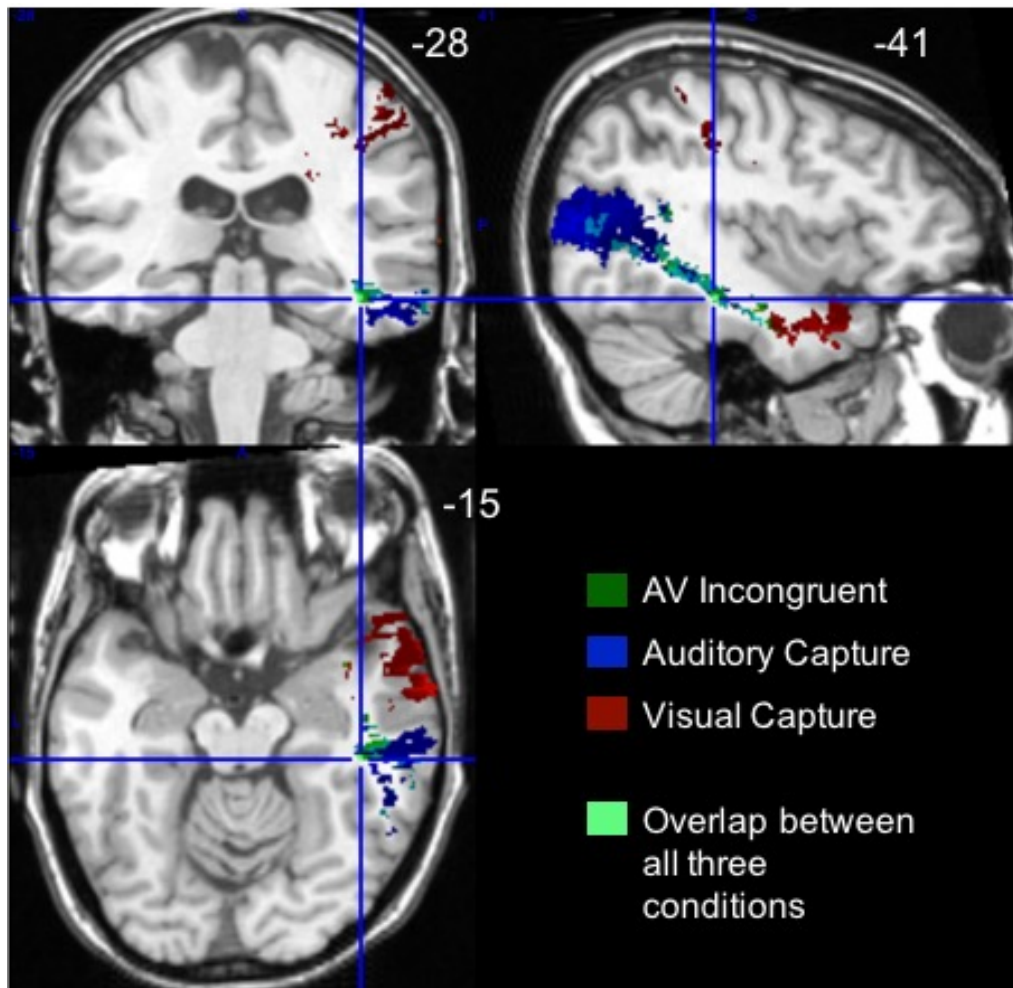 -28
-41
-15
AV Incongruent
Auditory Capture
Visual Capture
Overlap between
all three
conditions